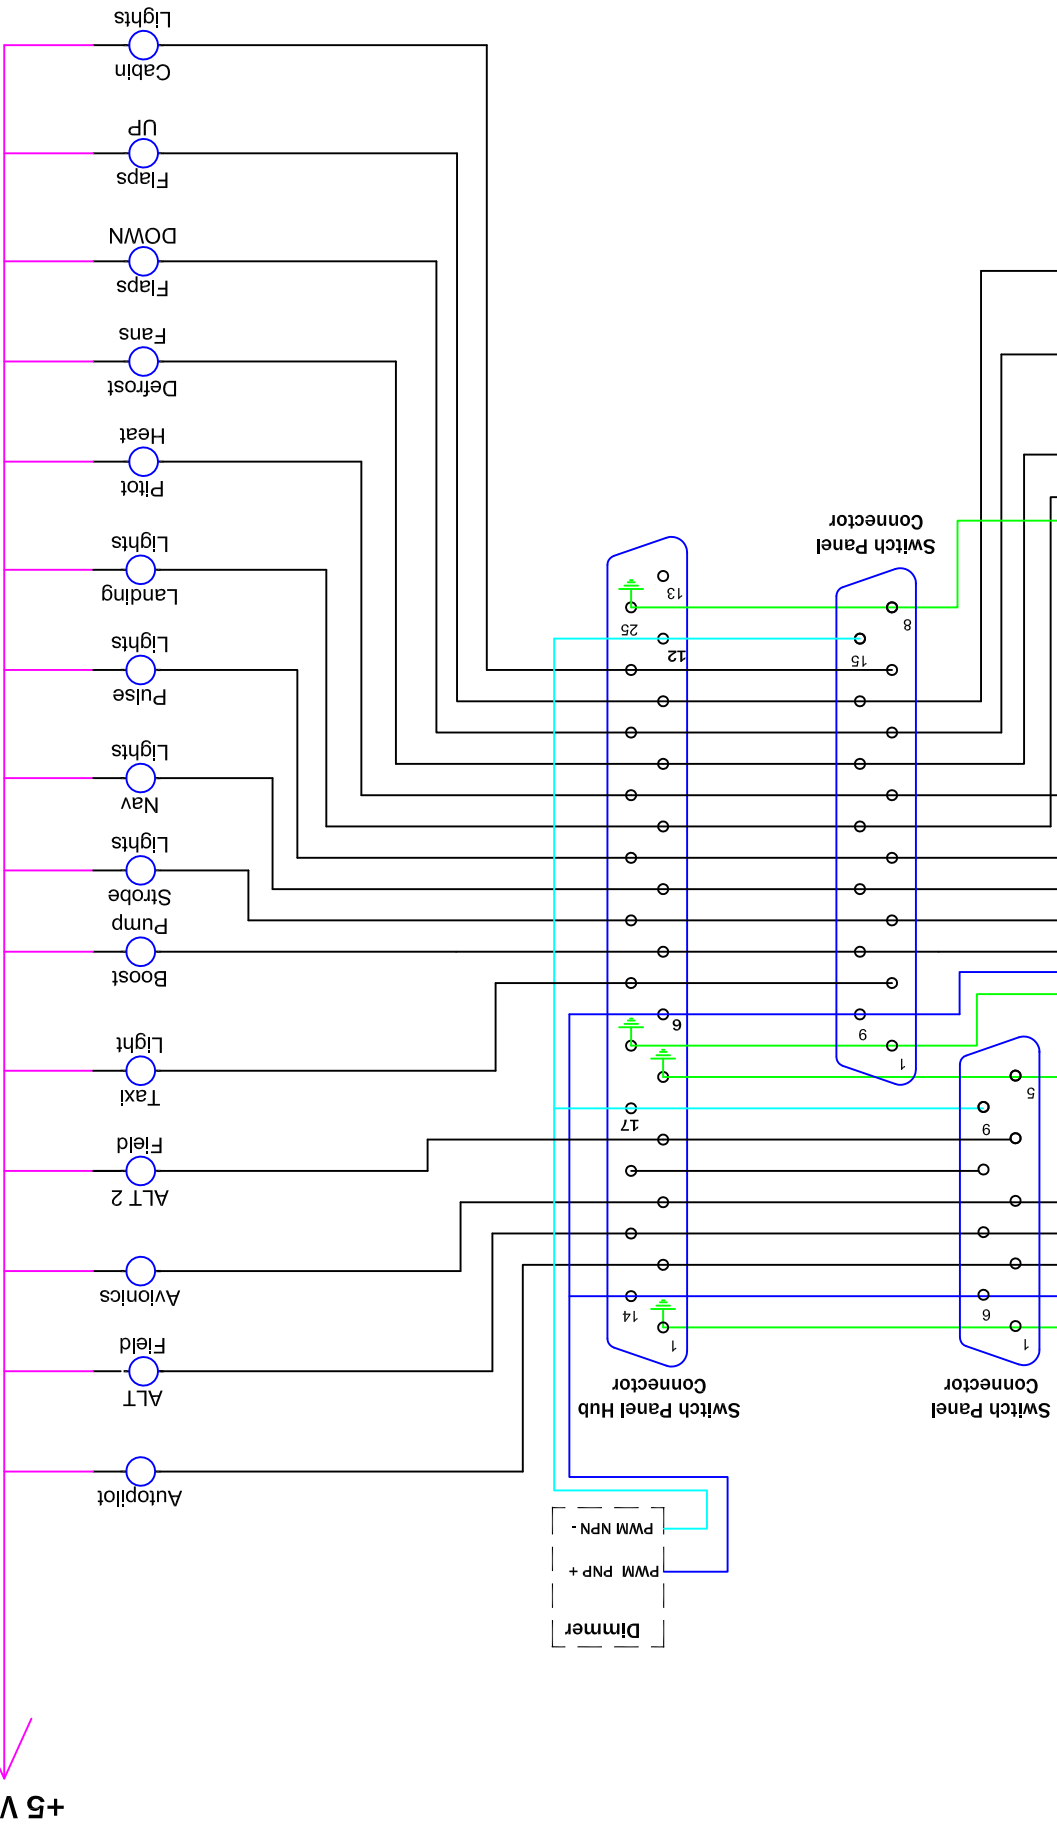 +5 V
Dimmer
PWM PNP +
PWM NPN -
Autopilot
Switch Panel
Connector
Switch Panel Hub
Connector
ALT
Field
1
1
6
14
Avionics
ALT 2
Field
9
17
5
Taxi
Light
1
9
6
Boost
Pump
Strobe
Lights
Nav
Lights
Pulse
Lights
15
12
8
25
13
Landing
Lights
Switch Panel
Connector
Pitot
Heat
Defrost
Fans
Flaps
DOWN
Flaps
UP
Cabin
Lights